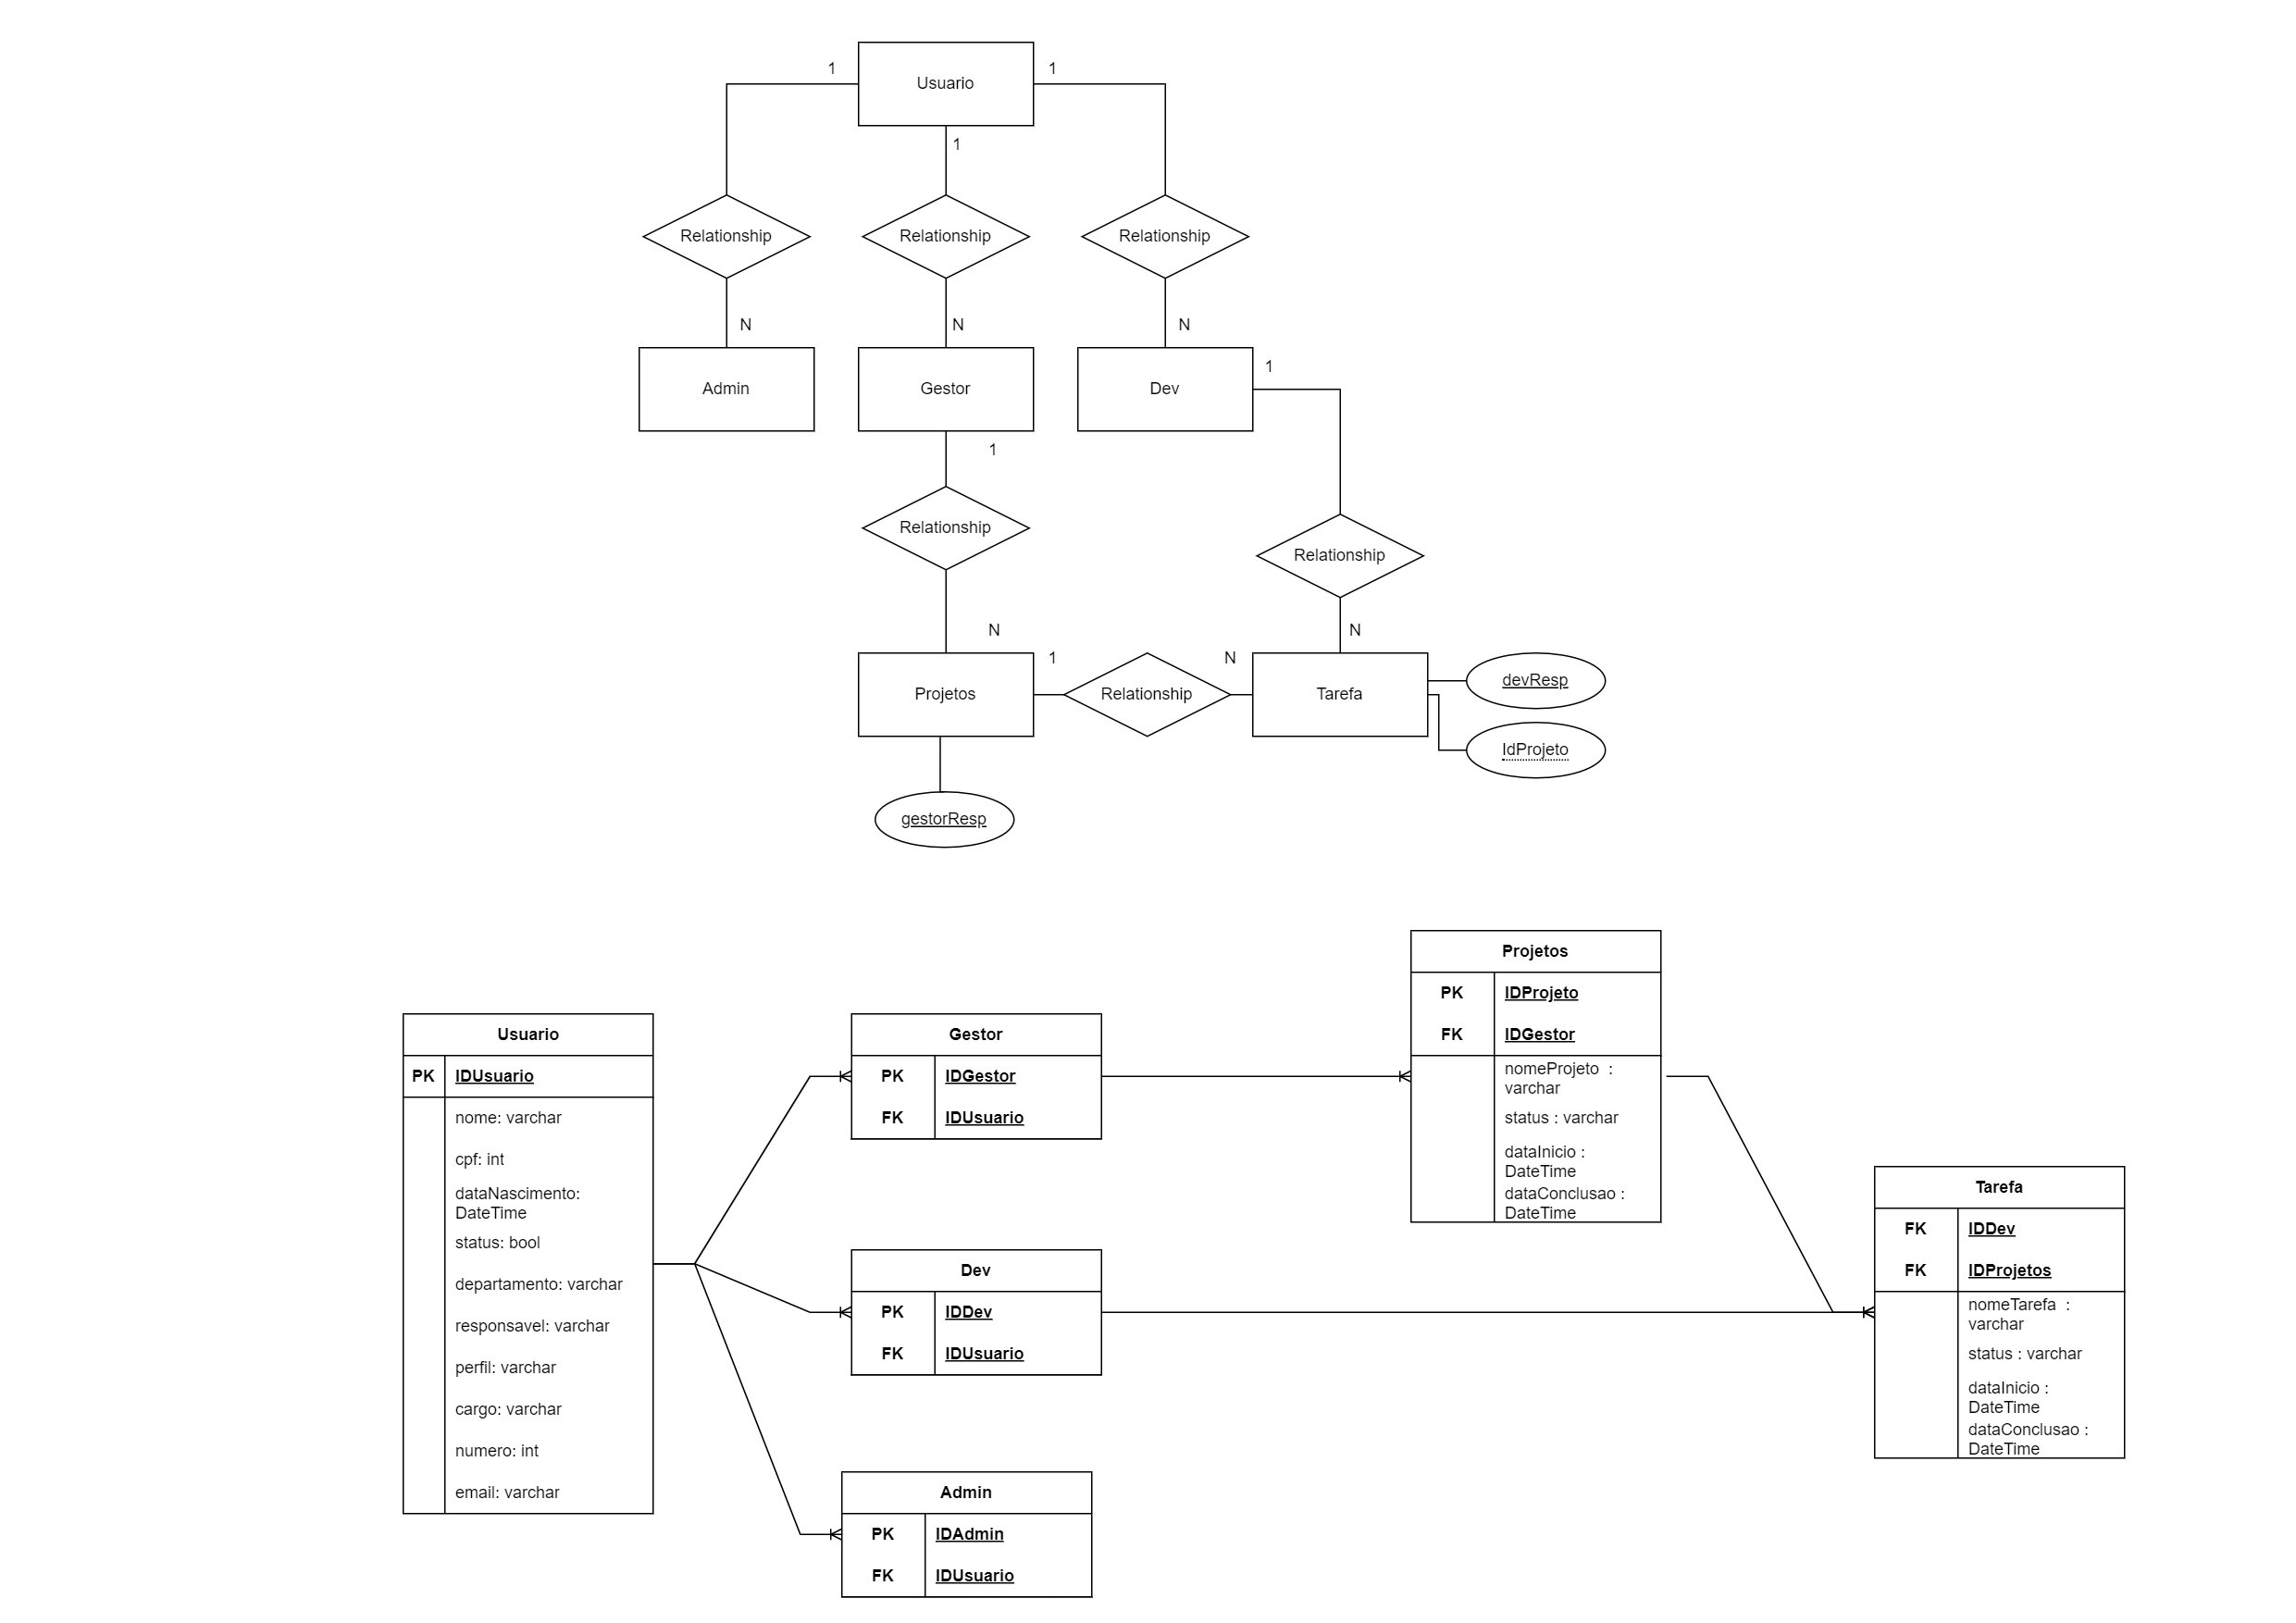 Usuario
1
1
1
Relationship
Relationship
Relationship
N
N
N
Admin
Gestor
Dev
1
1
Relationship
Relationship
N
N
Projetos
1
Relationship
N
Tarefa
devResp
IdProjeto
gestorResp
Usuario
PK IDUsuario
nome: varchar
cpf: int
dataNascimento:
DateTime
status: bool
departamento: varchar
responsavel: varchar
perfil: varchar
cargo: varchar
numero: int
email: varchar
Gestor
PK IDGestor
FK IDUsuario
Dev
PK IDDev
FK IDUsuario
Admin
PK IDAdmin
FK IDUsuario
Projetos
PK IDProjeto
FK IDGestor
nomeProjeto :
varchar
status : varchar
dataInicio :
DateTime
dataConclusao :
DateTime
Tarefa
FK IDDev
FK IDProjetos
nomeTarefa :
varchar
status : varchar
dataInicio :
DateTime
dataConclusao :
DateTime